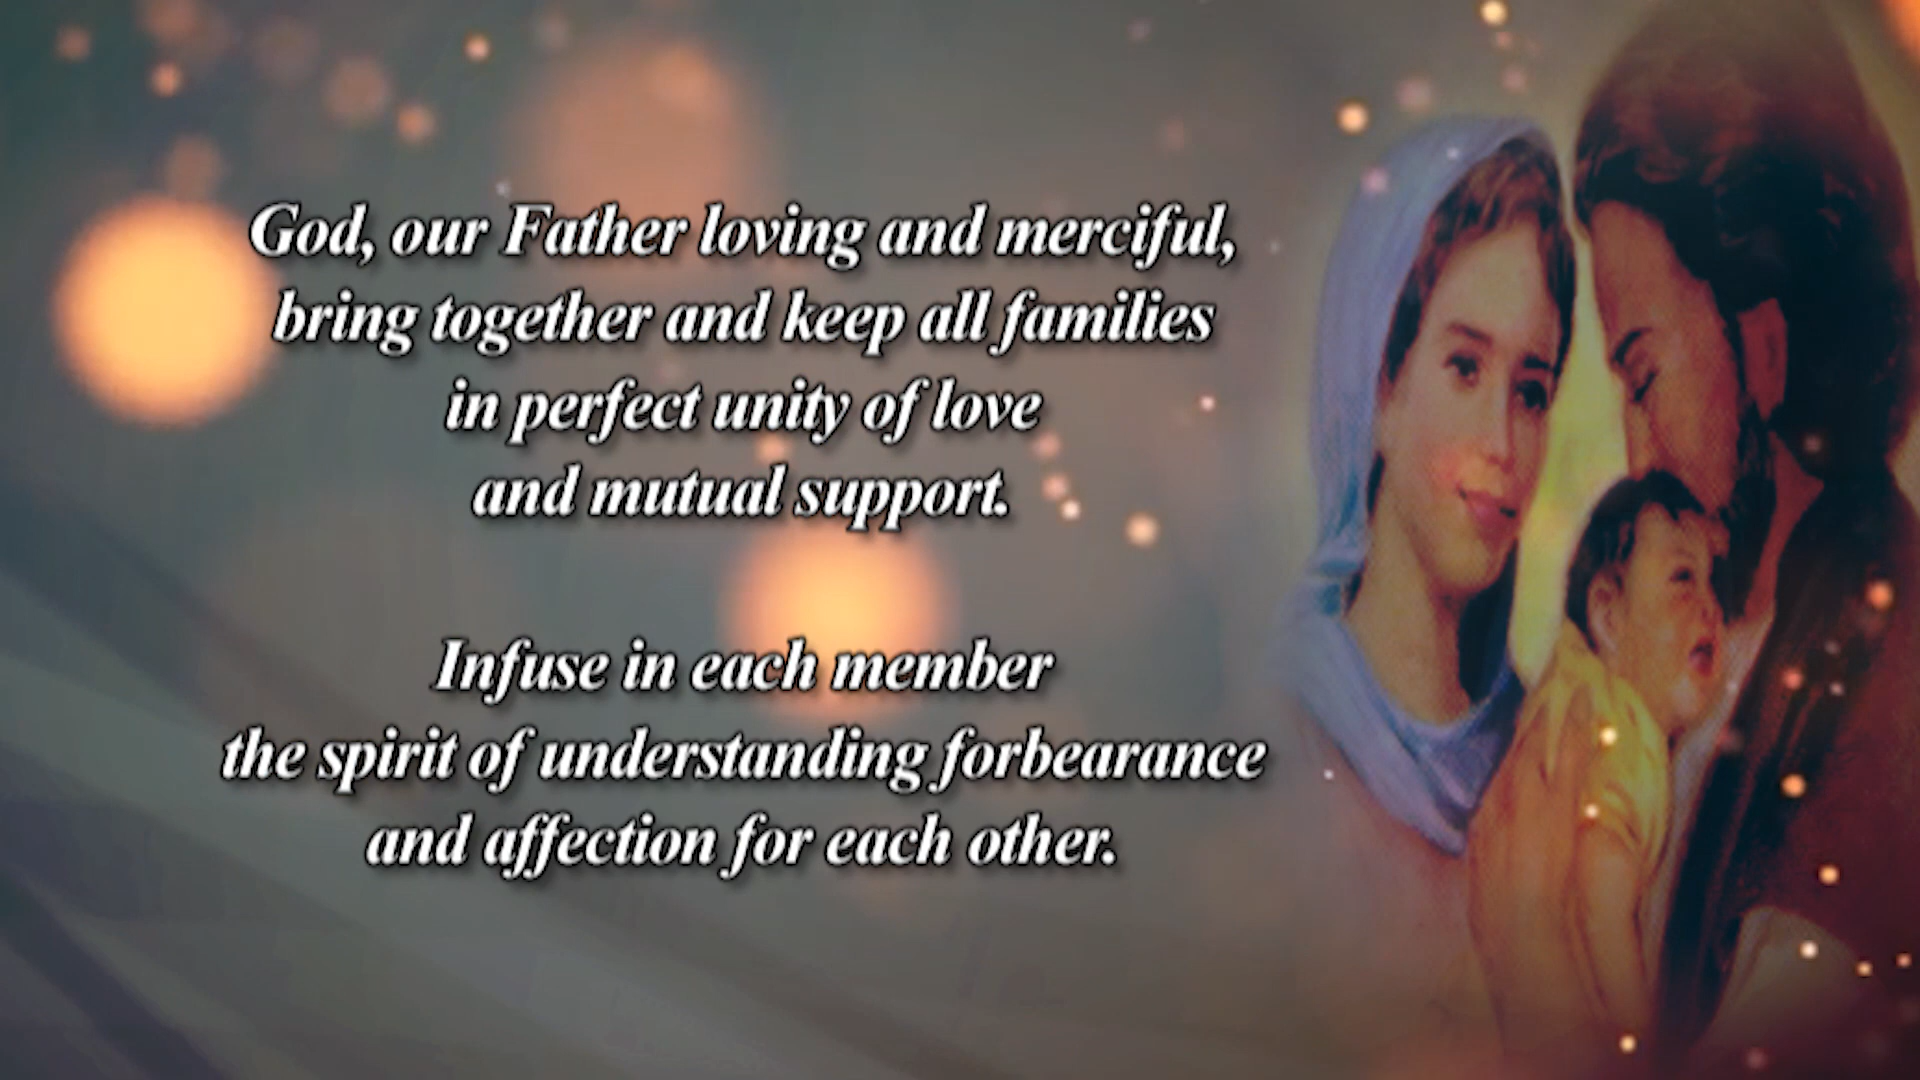 God, our Father loving and merciful,
bring together and keep all families
in perfect unity of love
and mutual support.
Infuse in each member
the spirit of understanding forbearance
and affection for each other.